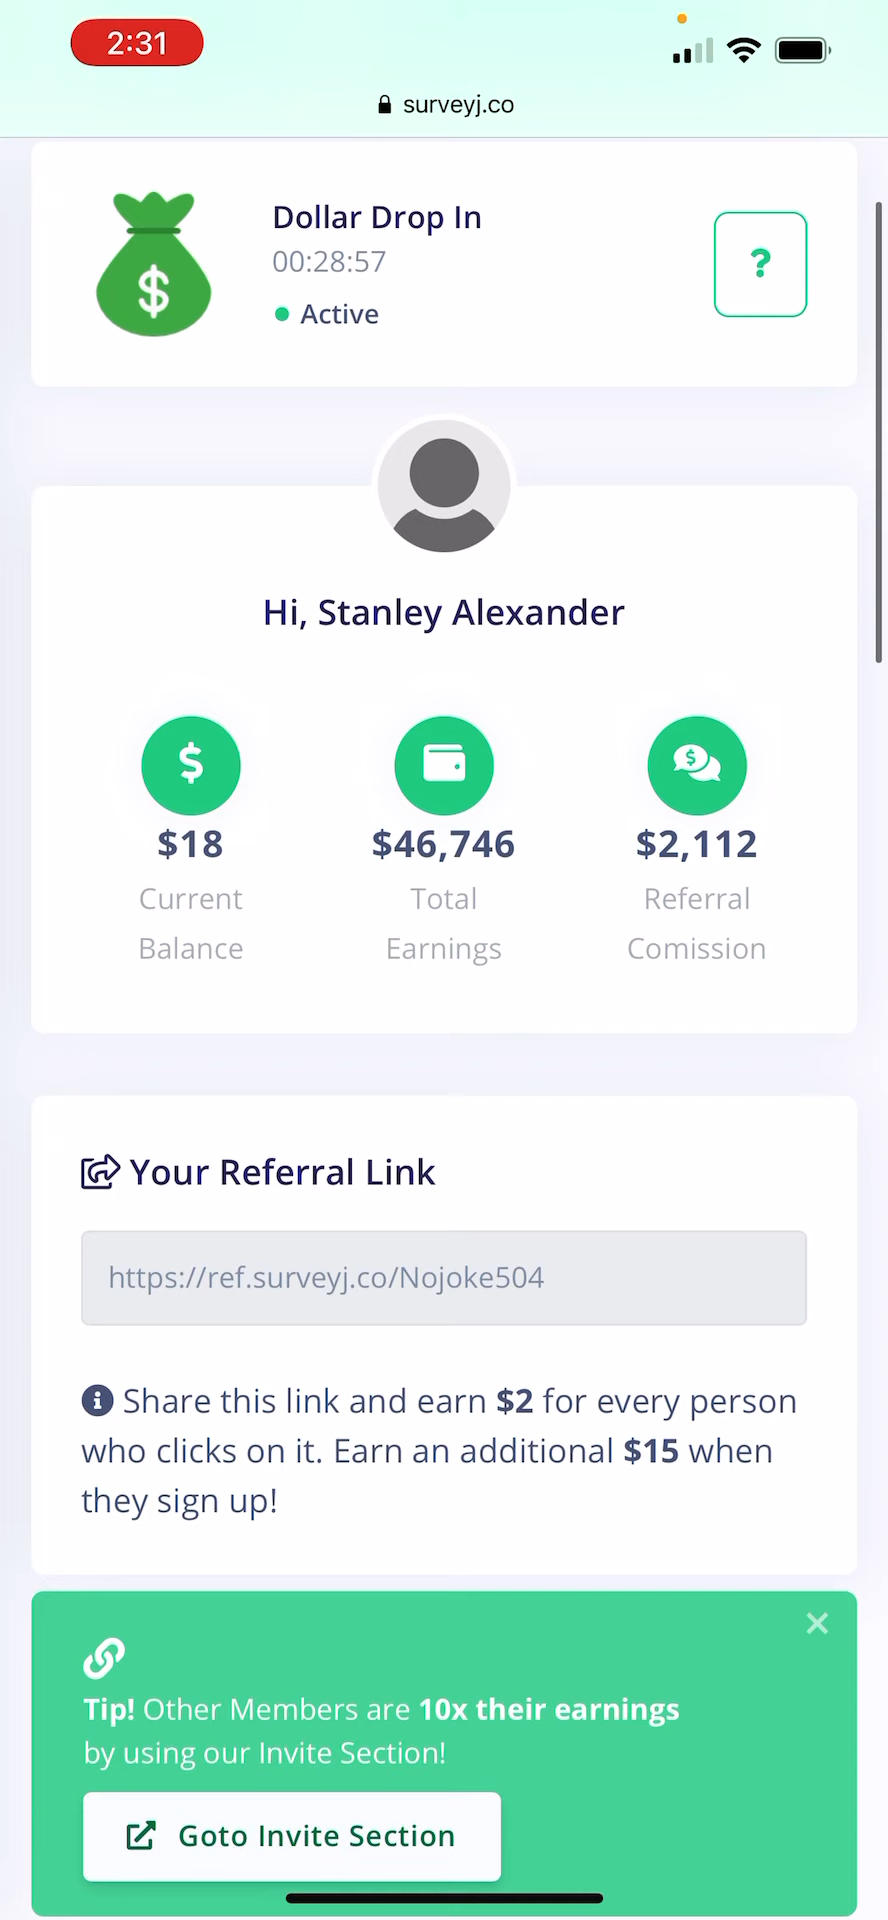 2:31
surveyj.co
Dollar Drop In
00:28:57
Active
?
Hi, Stanley Alexander
$
$
$
$18
$46,746
$2,112
Current
Balance
Total
Earnings
Referral
Comission
Your Referral Link
https://ref.surveyj.co/Nojoke504
Share this link and earn $2 for every person
who clicks on it. Earn an additional $15 when
they sign up!
Tip! Other Members are 10x their earnings
by using our Invite Section!
Goto Invite Section